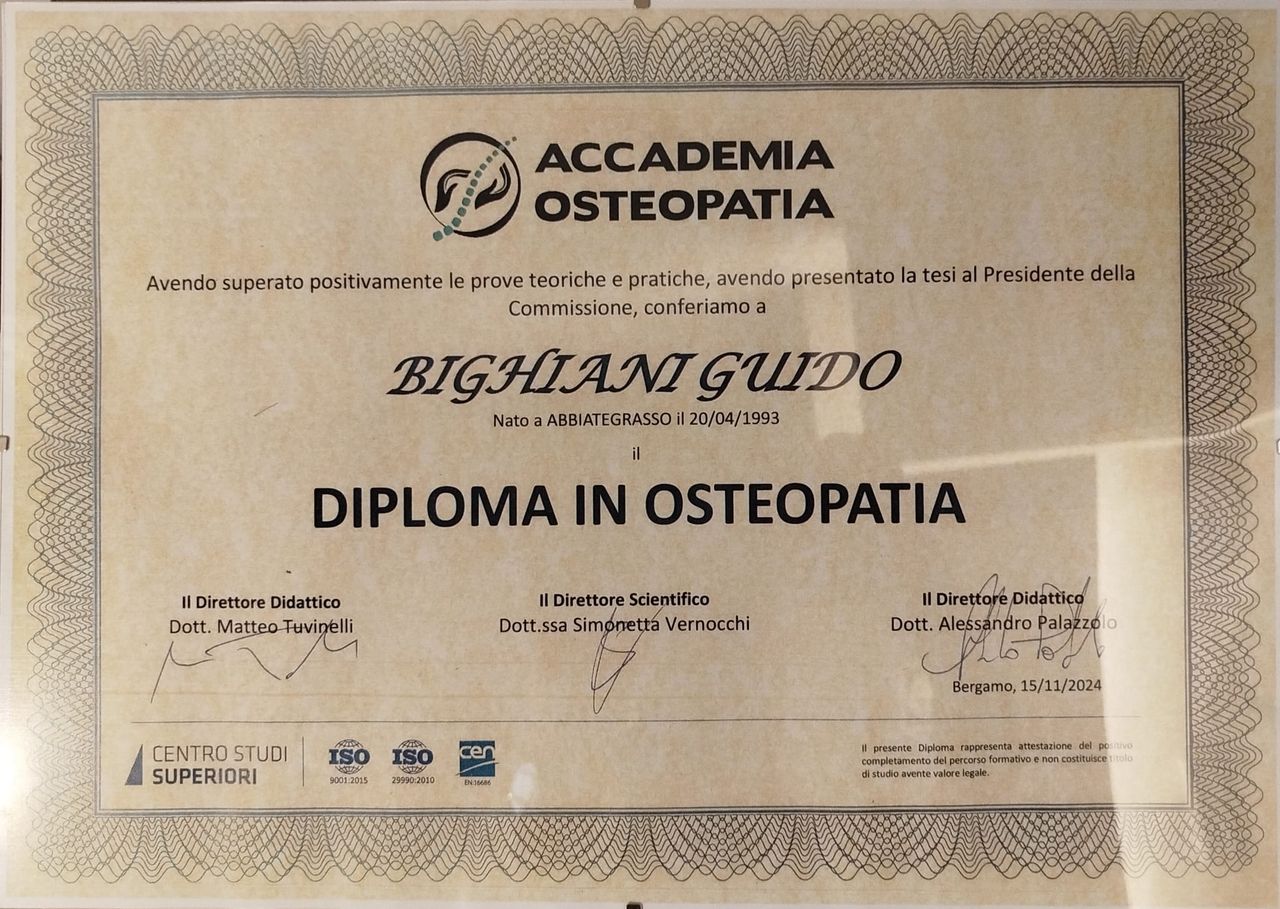 ACCADEMIA
OSTEOPATIA
Avendo superato positivamente le prove teoriche e pratiche, avendo presentato la tesi al Presidente della
Commissione, conferiamo a
BIGHIANI GUIDO
Nato a ABBIATEGRASSO il 20/04/1993
il
DIPLOMA IN OSTEOPATIA
Il Direttore Didattico
Dott. Matteo Tuvinelli
Il Direttore Scientifico
Dott.ssa Simonetta Vernocchi
Il Direttore Didattico
Dott. Alessandro Palazzolo
Bergamo, 15/11/2024
CENTRO STUDI
SUPERIORI
ISO
9001:2015
ISO
29990:2010
cen
EN:16686
Il presente Diploma rappresenta attestazione del positivo
completamento del percorso formativo e non costituisce titolo
di studio avente valore legale.